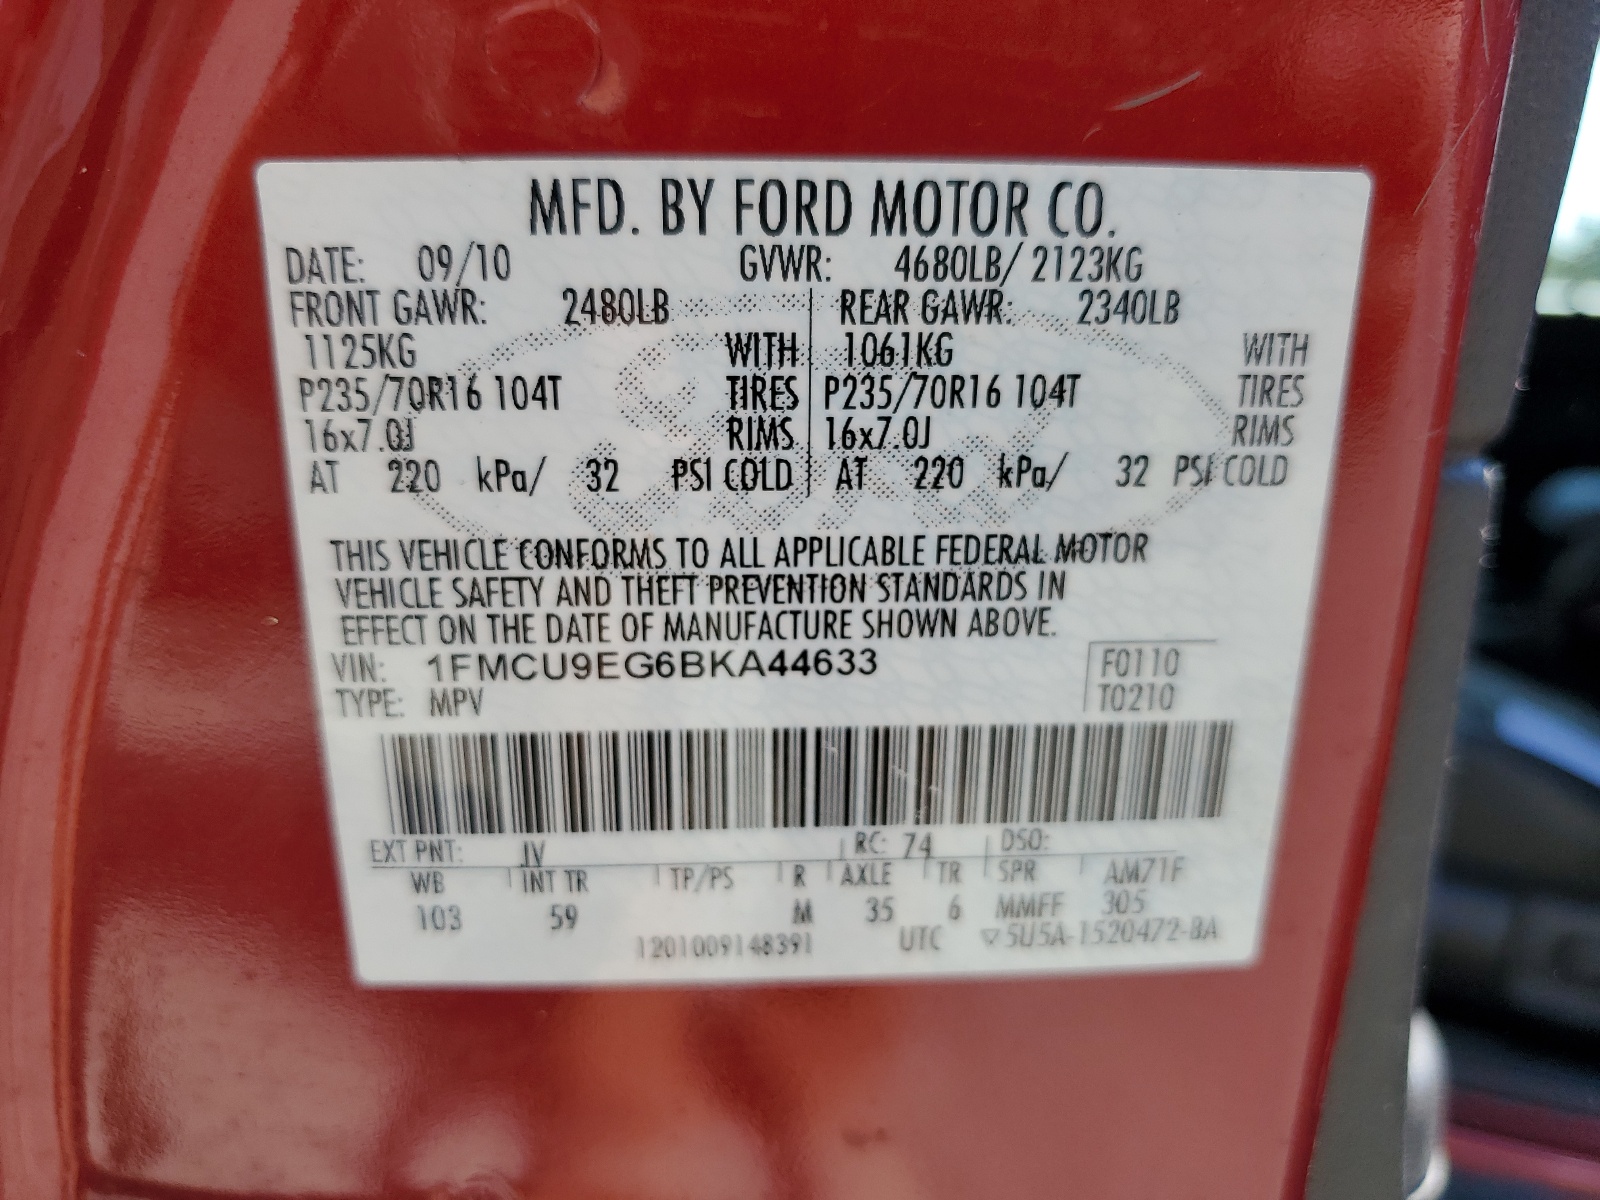 MFD. BY FORD MOTOR CO.
DATE: 09/10 GVWR: 4680LB/ 2123KG
FRONT GAWR: 2480LB REAR GAWR: 2340LB
1125KG WITH 1061KG WITH
P235/70R16 104T TIRES P235/70R16 104T TIRES
16x7.0J RIMS 16x7.0J RIMS
AT 220 kPa/ 32 PSI COLD AT 220 kPa/ 32 PSI COLD
THIS VEHICLE CONFORMS TO ALL APPLICABLE FEDERAL MOTOR
VEHICLE SAFETY AND THEFT PREVENTION STANDARDS IN
EFFECT ON THE DATE OF MANUFACTURE SHOWN ABOVE.
VIN: 1FMCU9EG6BKA44633 F0110
TYPE: MPV T0210
EXT PNT: JV RC: 74 DSO:
WB INT TR TP/PS R AXLE TR SPR AM71F
103 59 M 35 6 MMFF 305
1201009148391 UTC ▽5U5A-1520472-BA